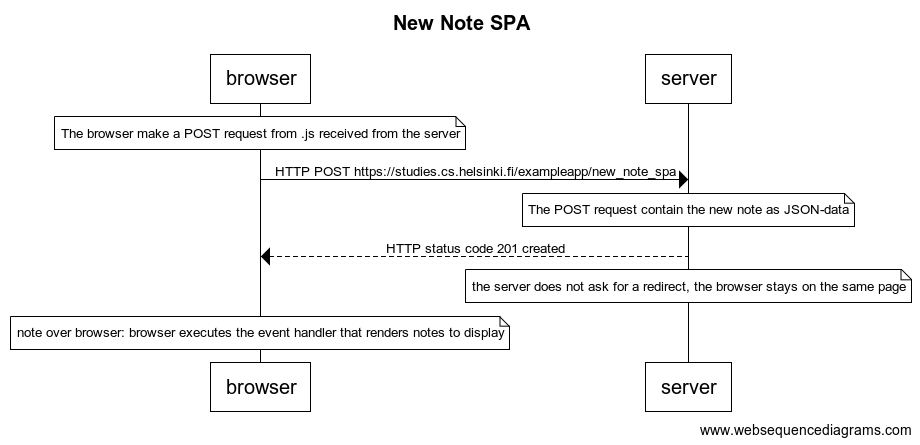 New Note SPA
browser
server
The browser make a POST request from .js received from the server
HTTP POST https://studies.cs.helsinki.fi/exampleapp/new_note_spa
The POST request contain the new note as JSON-data
HTTP status code 201 created
the server does not ask for a redirect, the browser stays on the same page
note over browser: browser executes the event handler that renders notes to display
browser
server
www.websequencediagrams.com